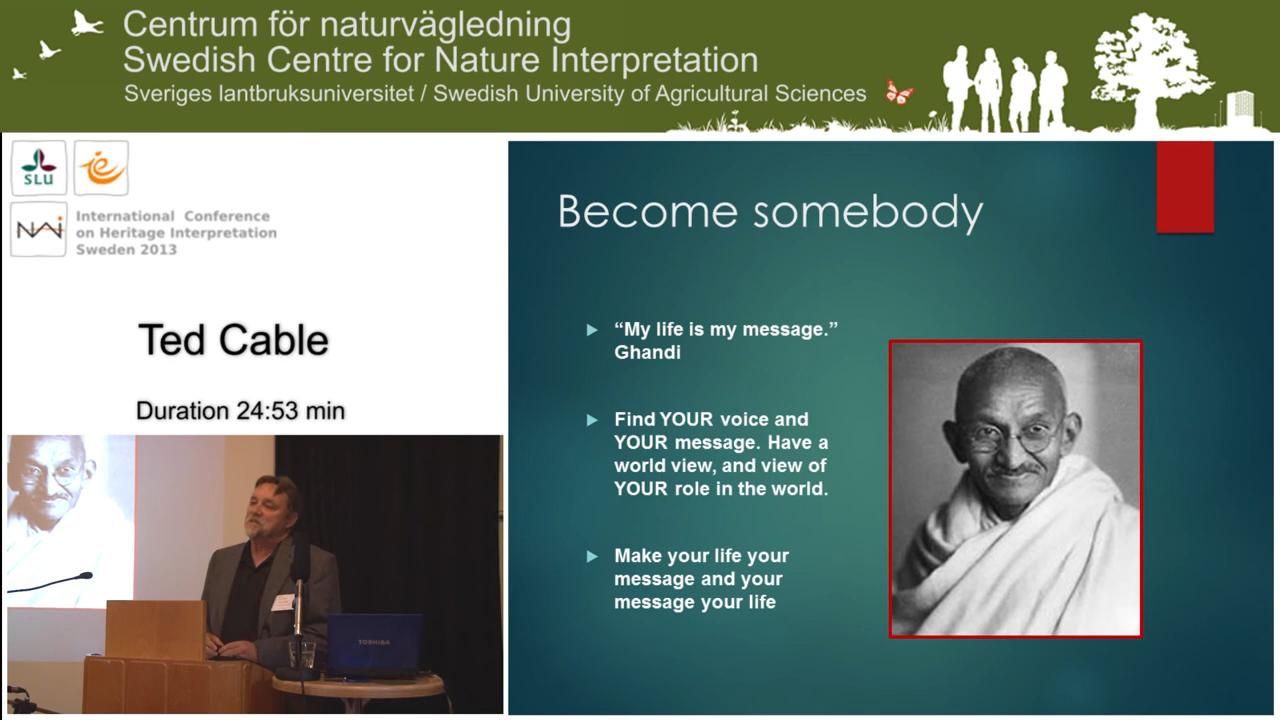 Centrum för naturvägledning
Swedish Centre for Nature Interpretation
Sveriges lantbruksuniversitet / Swedish University of Agricultural Sciences
SLU
ie
NAI
International Conference
on Heritage Interpretation
Sweden 2013
Ted Cable
Duration 24:53 min
TOSHIBA
Become somebody
“My life is my message.”
Ghandi
Find YOUR voice and
YOUR message. Have a
world view, and view of
YOUR role in the world.
Make your life your
message and your
message your life